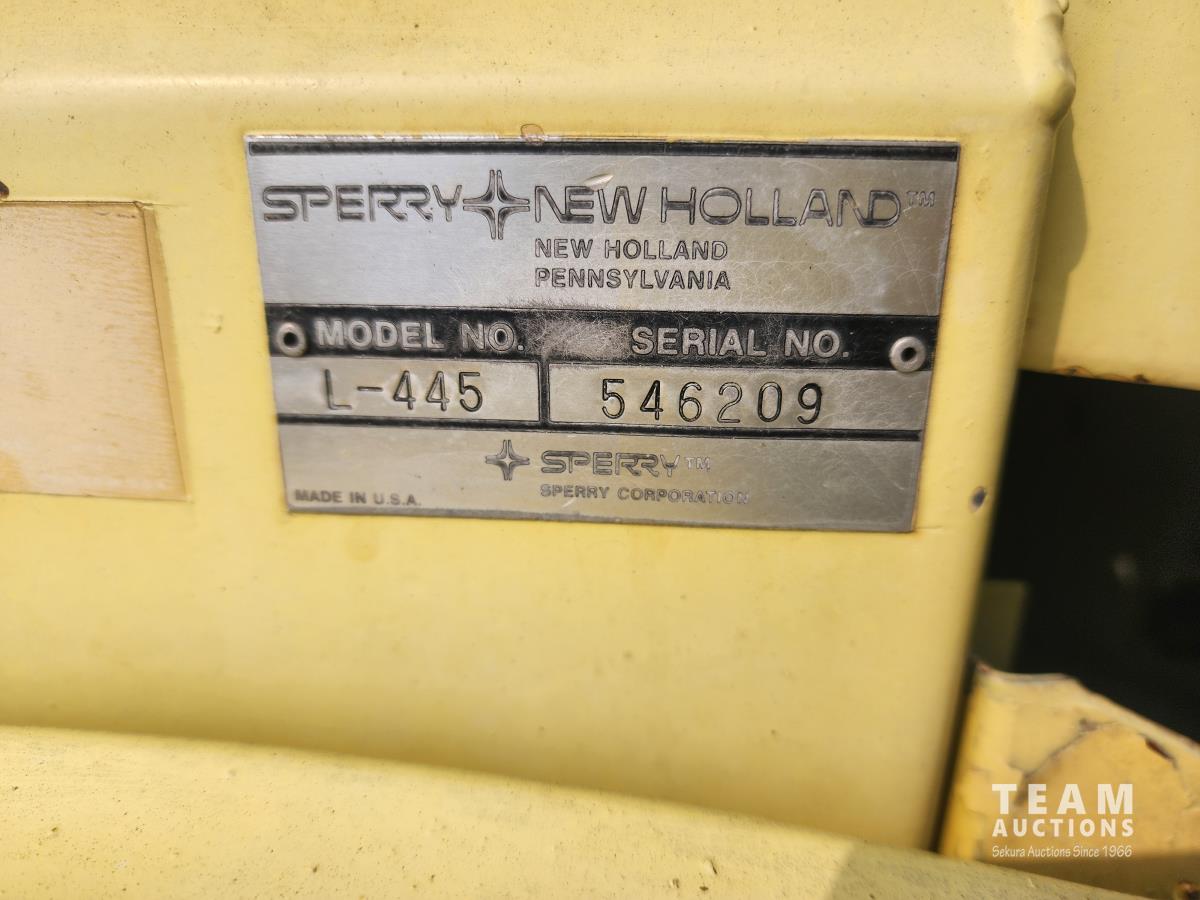 SPERRY NEW HOLLAND™
NEW HOLLAND
PENNSYLVANIA
MODEL NO. SERIAL NO.
L-445 546209
SPERRY™
SPERRY CORPORATION
MADE IN U.S.A.
TEAM
AUCTIONS
Sekura Auctions Since 1966